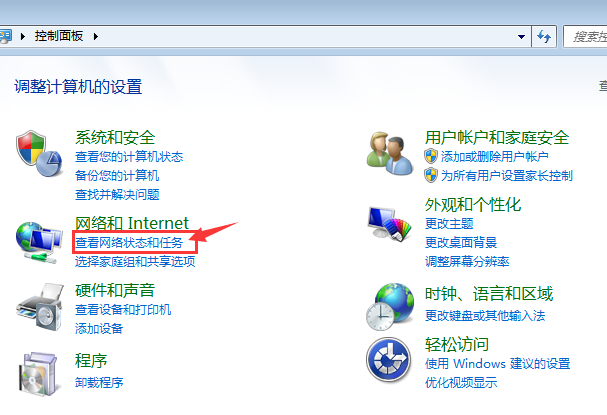 控制面板
搜索控
调整计算机的设置
系统和安全
查看您的计算机状态
备份您的计算机
查找并解决问题
网络和 Internet
查看网络状态和任务
选择家庭组和共享选项
硬件和声音
查看设备和打印机
添加设备
程序
卸载程序
用户帐户和家庭安全
添加或删除用户帐户
为所有用户设置家长控制
外观和个性化
更改主题
更改桌面背景
调整屏幕分辨率
时钟、语言和区域
更改键盘或其他输入法
轻松访问
使用 Windows 建议的设置
优化视频显示